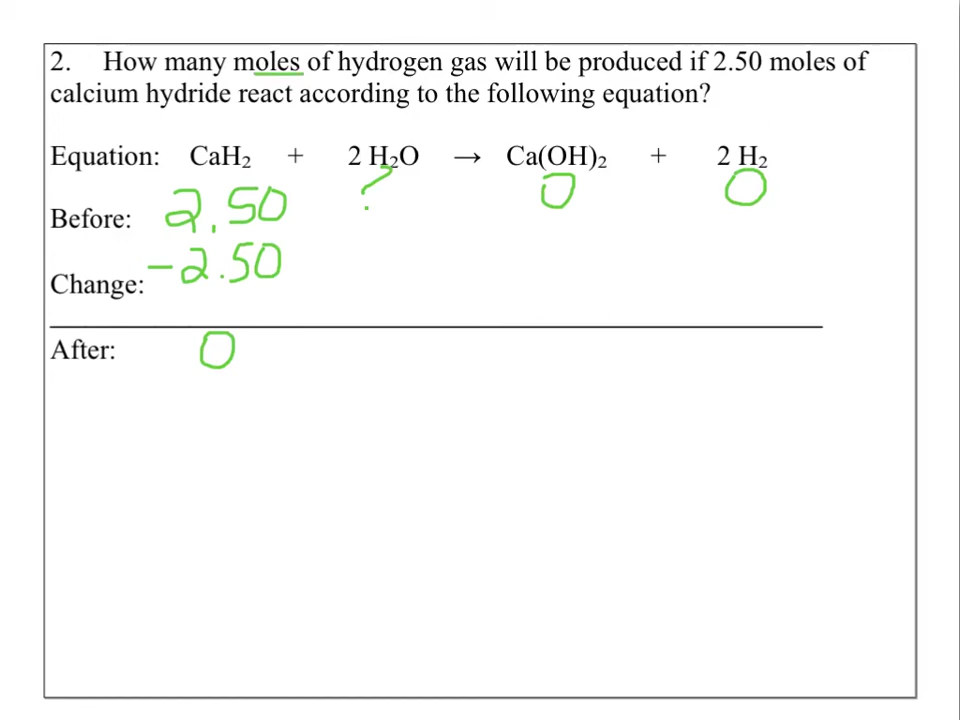 2. How many moles of hydrogen gas will be produced if 2.50 moles of
calcium hydride react according to the following equation?
Equation: CaH₂ + 2 H₂O → Ca(OH)₂ + 2 H₂
Before: 2.50 ? 0 0
Change: -2.50
After: 0